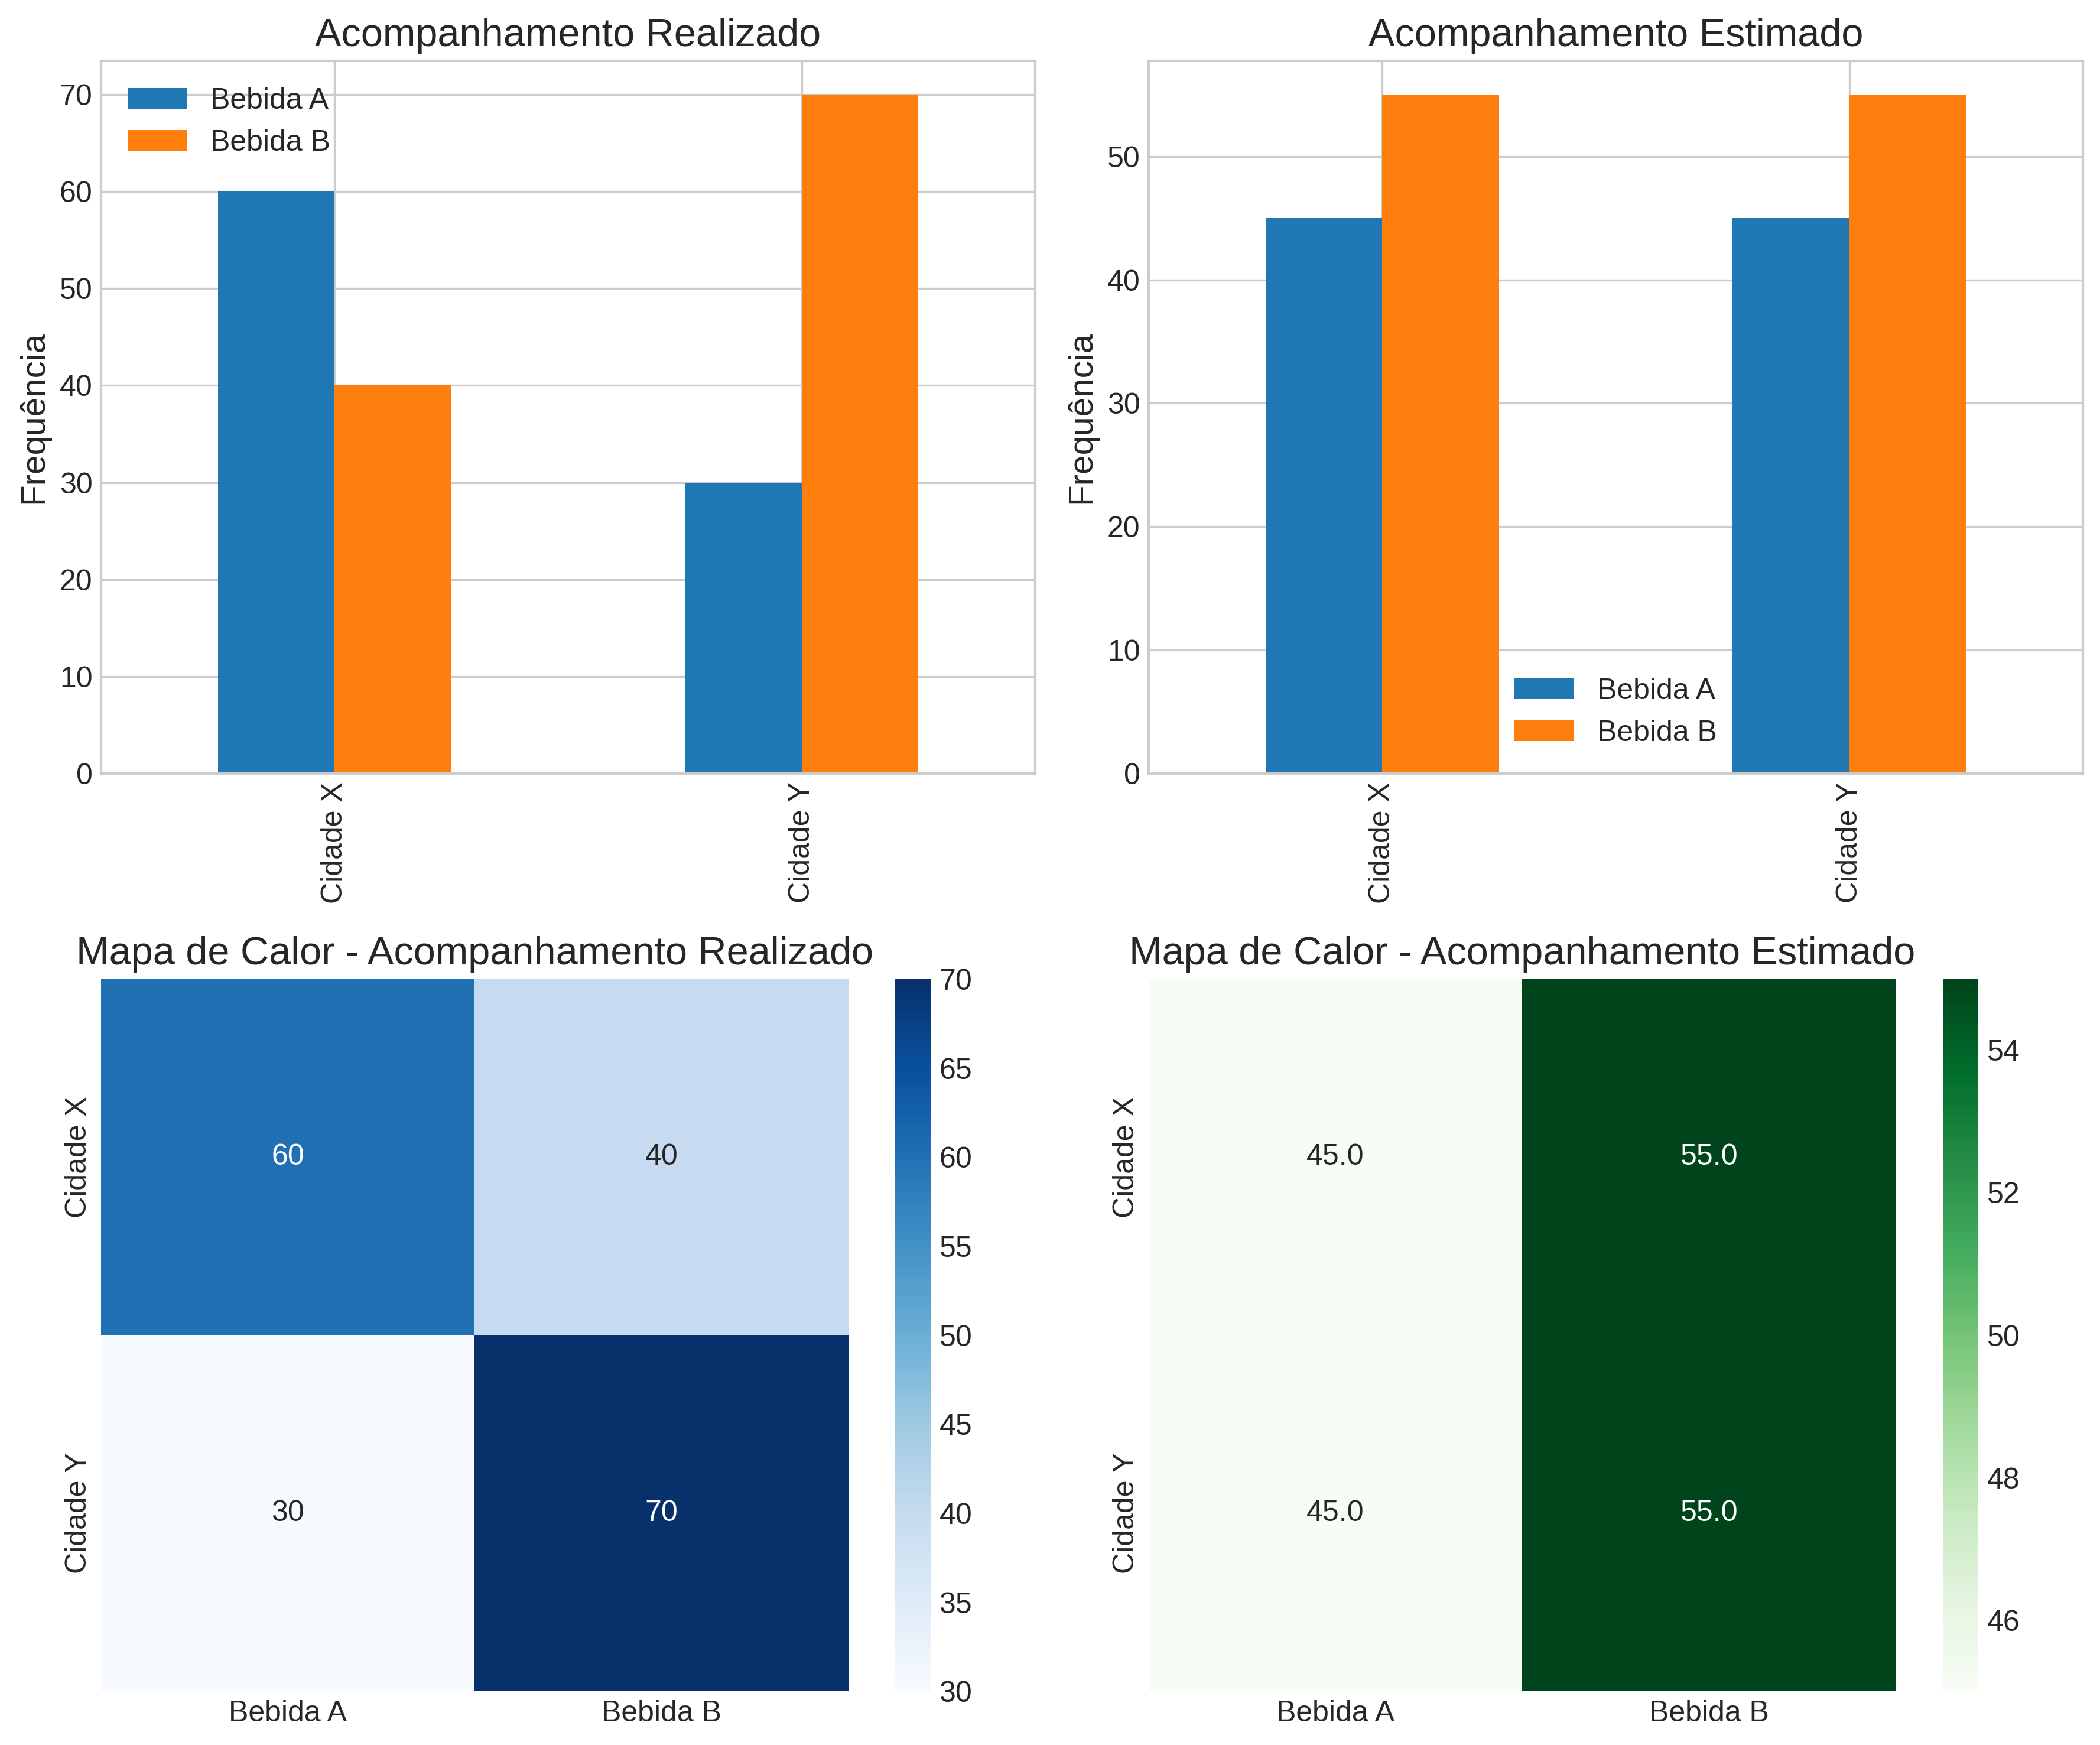 Acompanhamento Realizado
Frequência
70
60
50
40
30
20
10
0
Bebida A
Bebida B
Cidade X
Cidade Y
Acompanhamento Estimado
Frequência
50
40
30
20
10
0
Bebida A
Bebida B
Cidade X
Cidade Y
Mapa de Calor - Acompanhamento Realizado
Cidade X
Cidade Y
60 40
30 70
Bebida A Bebida B
70
65
60
55
50
45
40
35
30
Mapa de Calor - Acompanhamento Estimado
Cidade X
Cidade Y
45.0 55.0
45.0 55.0
Bebida A Bebida B
54
52
50
48
46